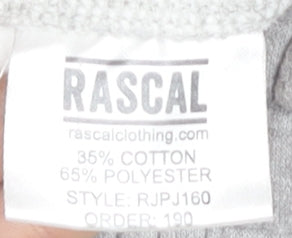 RASCAL
rascalclothing.com
35% COTTON
65% POLYESTER
STYLE: RJPJ160
ORDER: 190